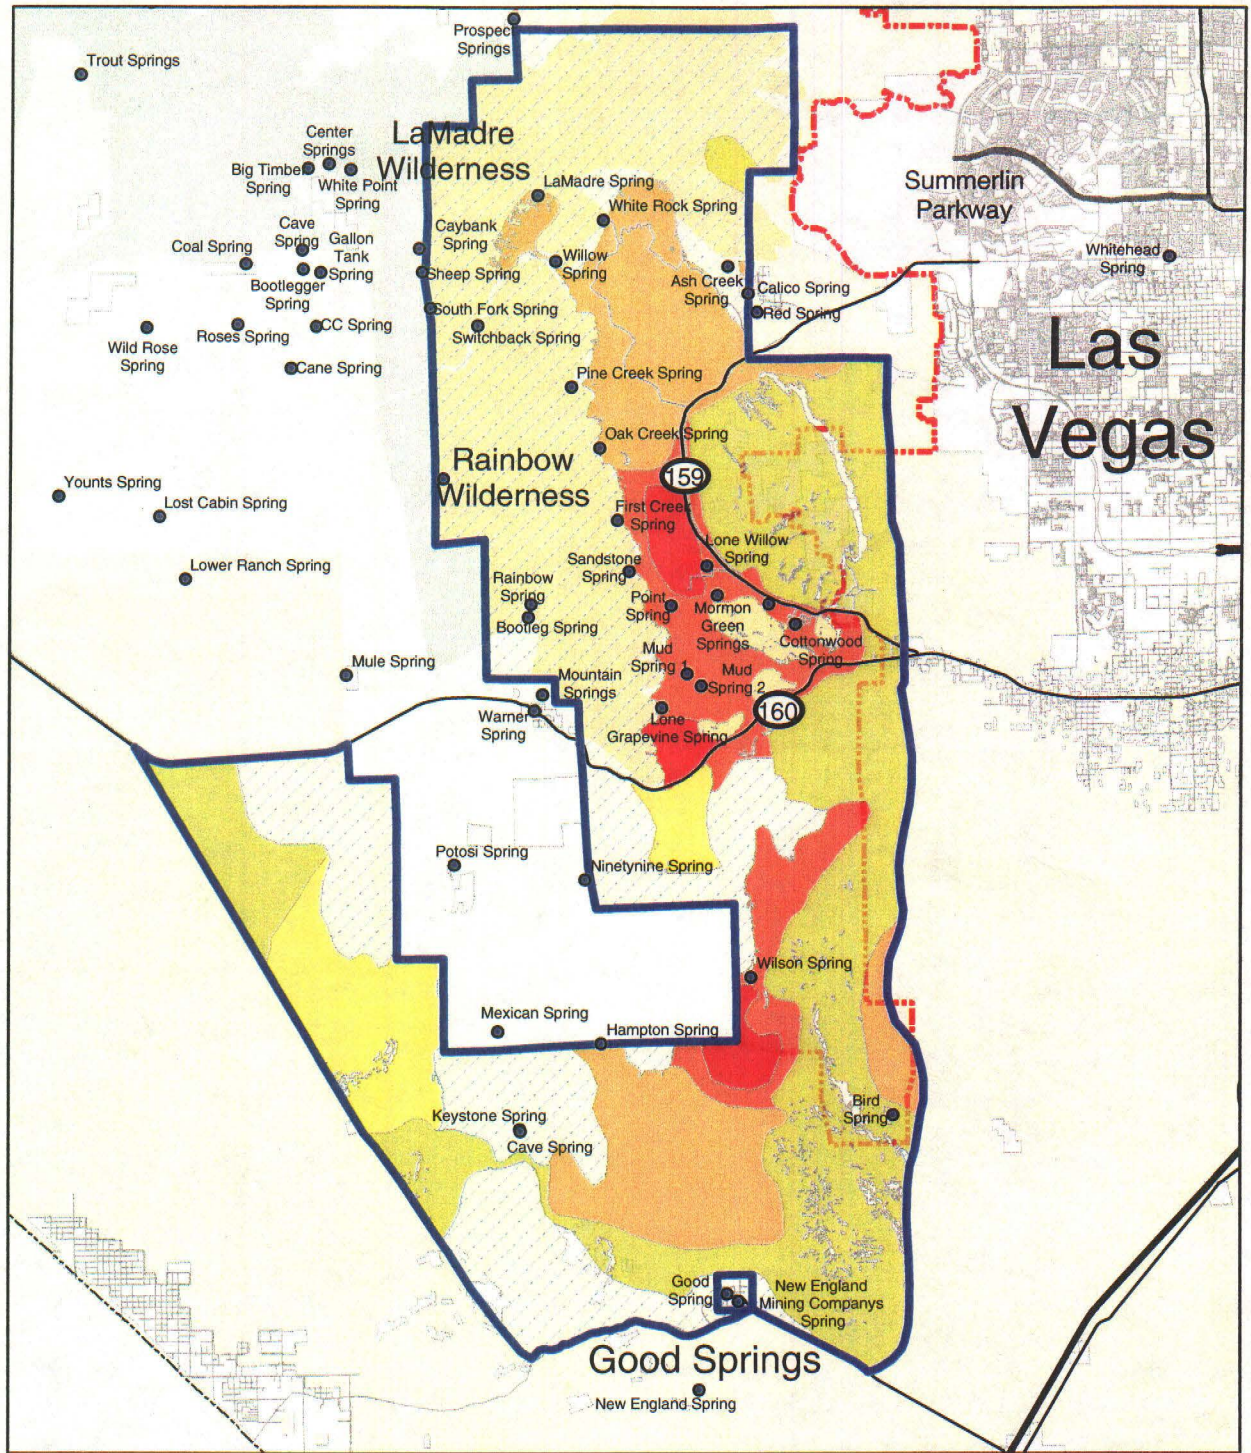 Prospect
Springs
Trout Springs
Center
Springs
LaMadre
Wilderness
Big Timber
Spring
White Point
Spring
LaMadre Spring
White Rock Spring
Summerlin
Parkway
Cave
Spring
Gallon
Tank
Spring
Coal Spring
Caybank
Spring
Whitehead
Spring
Willow
Spring
Sheep Spring
Bootlegger
Spring
Ash Creek
Spring
Calico Spring
Red Spring
South Fork Spring
Switchback Spring
CC Spring
Roses Spring
Wild Rose
Spring
Cane Spring
Las
Vegas
Pine Creek Spring
Oak Creek Spring
Rainbow
Wilderness
159
Younts Spring
Lost Cabin Spring
First Creek
Spring
Lone Willow
Spring
Sandstone
Spring
Lower Ranch Spring
Rainbow
Spring
Bootleg Spring
Point
Spring
Mormon
Green
Springs
Cottonwood
Spring
Mud
Spring 1
Mud
Spring 2
Mule Spring
Mountain
Springs
Warner
Spring
Lone
Grapevine Spring
160
Potosi Spring
Ninetynine Spring
Wilson Spring
Mexican Spring
Hampton Spring
Keystone Spring
Cave Spring
Bird
Spring
Good
Spring
New England
Mining Companys
Spring
Good Springs
New England Spring